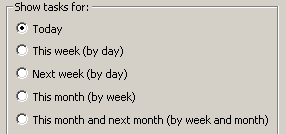 Show tasks for:
Today
This week (by day)
Next week (by day)
This month (by week)
This month and next month (by week and month)